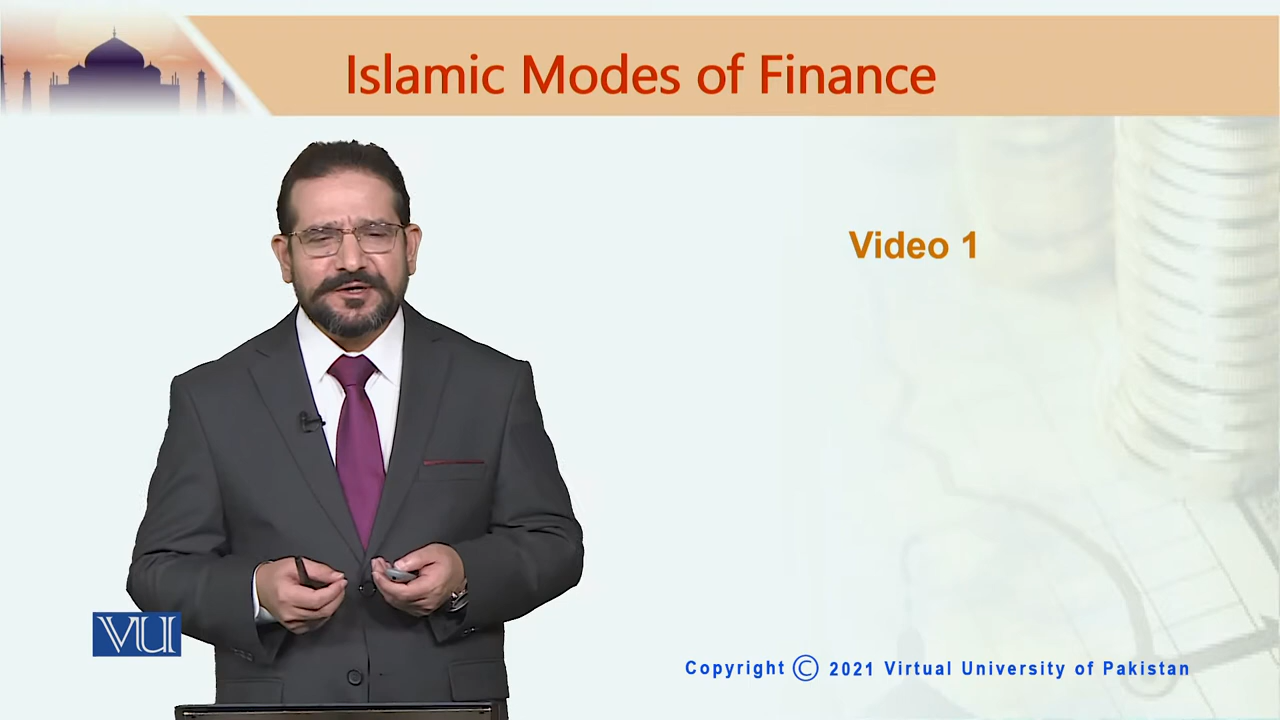 Islamic Modes of Finance
Video 1
VU
Copyright © 2021 Virtual University of Pakistan